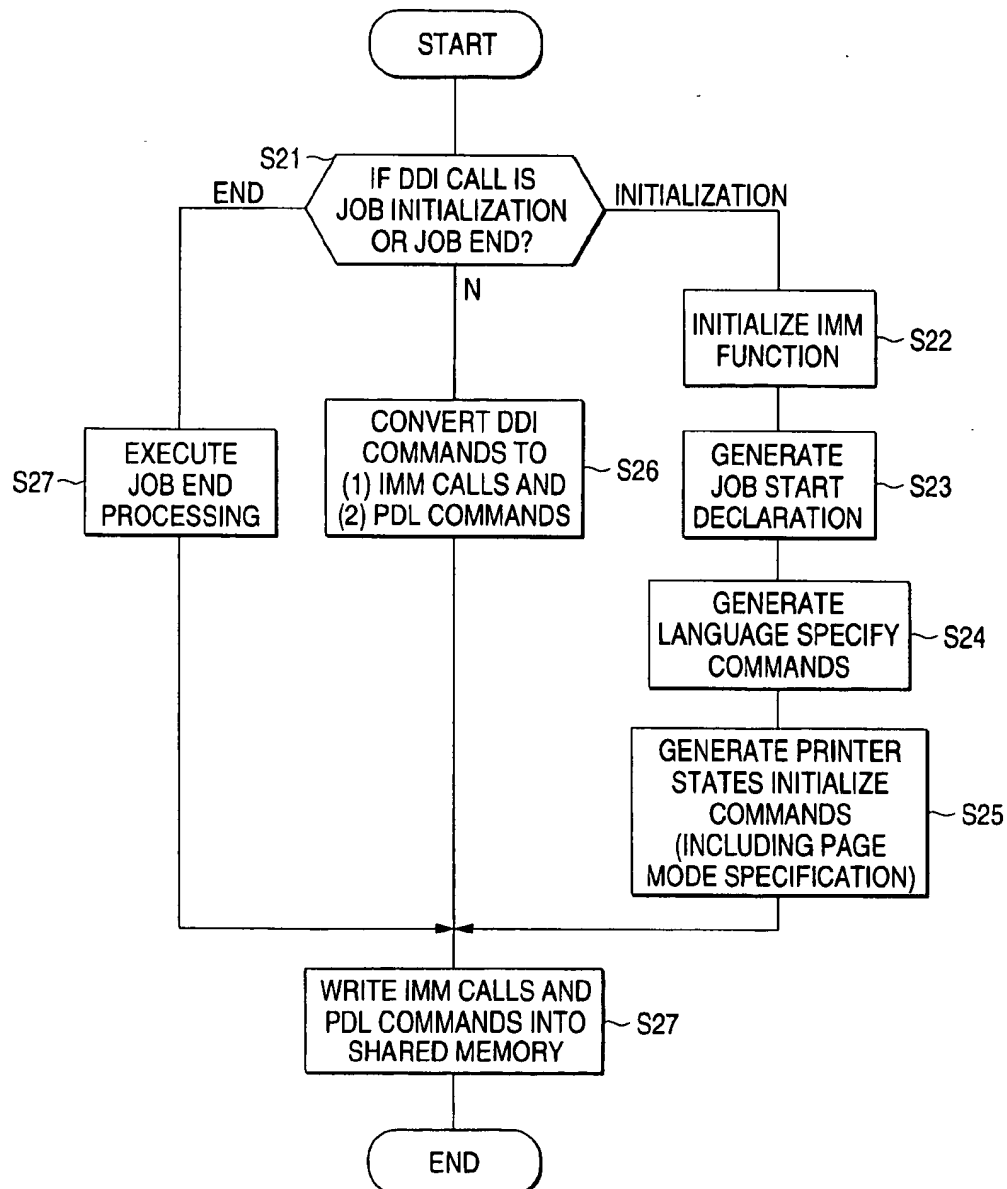 START
S21
IF DDI CALL IS
JOB INITIALIZATION
OR JOB END?
END
INITIALIZATION
N
INITIALIZE IMM
FUNCTION
S22
CONVERT DDI
COMMANDS TO
(1) IMM CALLS AND
(2) PDL COMMANDS
S26
S27
EXECUTE
JOB END
PROCESSING
GENERATE
JOB START
DECLARATION
S23
GENERATE
LANGUAGE SPECIFY
COMMANDS
S24
GENERATE PRINTER
STATES INITIALIZE
COMMANDS
(INCLUDING PAGE
MODE SPECIFICATION)
S25
WRITE IMM CALLS AND
PDL COMMANDS INTO
SHARED MEMORY
S27
END